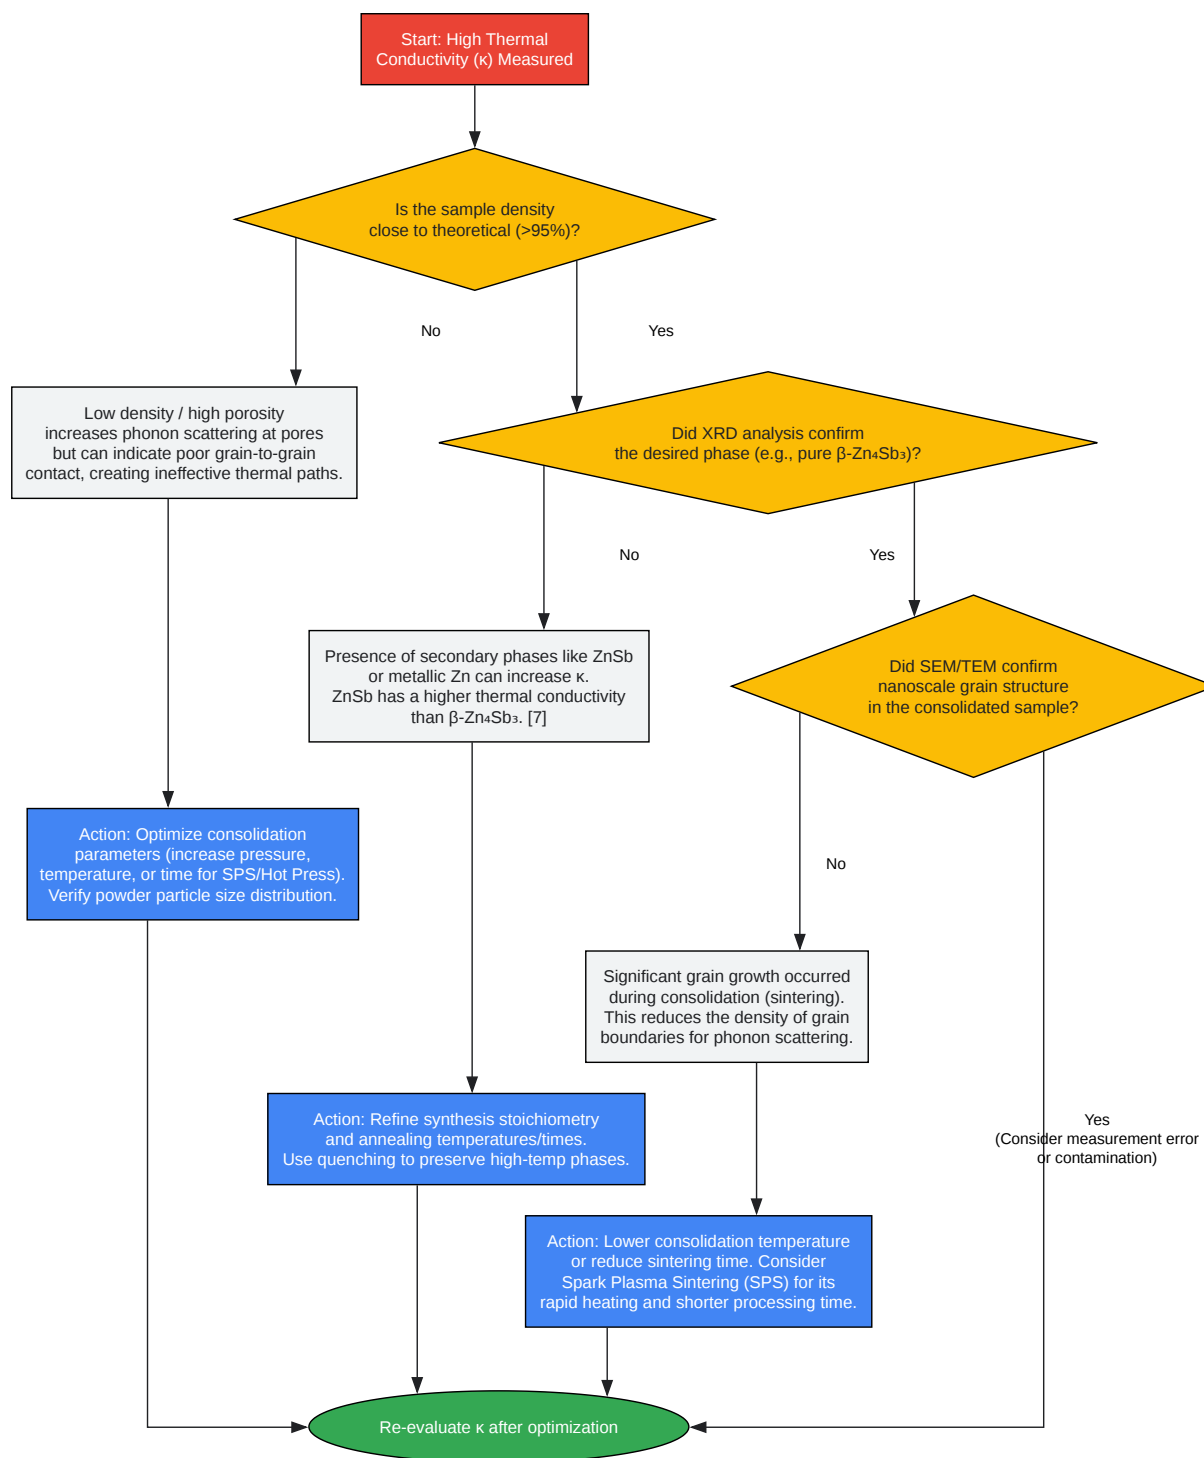 Start: High Thermal
Conductivity (κ) Measured
Is the sample density
close to theoretical (>95%)?
No
Yes
Low density / high porosity
increases phonon scattering at pores
but can indicate poor grain-to-grain
contact, creating ineffective thermal paths.
Did XRD analysis confirm
the desired phase (e.g., pure β-Zn₄Sb₃)?
No
Yes
Presence of secondary phases like ZnSb
or metallic Zn can increase κ.
ZnSb has a higher thermal conductivity
than β-Zn₄Sb₃. [7]
Did SEM/TEM confirm
nanoscale grain structure
in the consolidated sample?
Action: Optimize consolidation
parameters (increase pressure,
temperature, or time for SPS/Hot Press).
Verify powder particle size distribution.
No
Significant grain growth occurred
during consolidation (sintering).
This reduces the density of grain
boundaries for phonon scattering.
Action: Refine synthesis stoichiometry
and annealing temperatures/times.
Use quenching to preserve high-temp phases.
Yes
(Consider measurement error
or contamination)
Action: Lower consolidation temperature
or reduce sintering time. Consider
Spark Plasma Sintering (SPS) for its
rapid heating and shorter processing time.
Re-evaluate κ after optimization